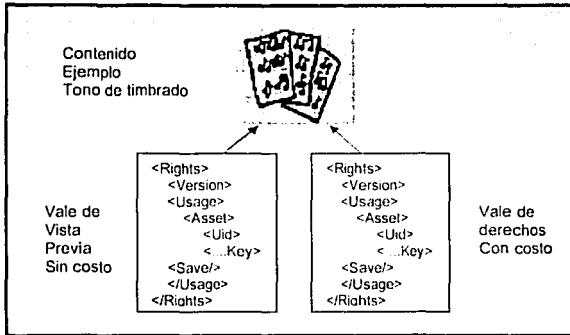 Contenido
Ejemplo
Tono de timbrado
<Rights>
<Version>
<Usage>
<Asset>
<Uid>
<...Key>
<Save/>
</Usage>
</Rights>
<Rights>
<Version>
<Usage>
<Asset>
<Uid>
<...Key>
<Save/>
</Usage>
</Rights>
Vale de
Vista
Previa
Sin costo
Vale de
derechos
Con costo